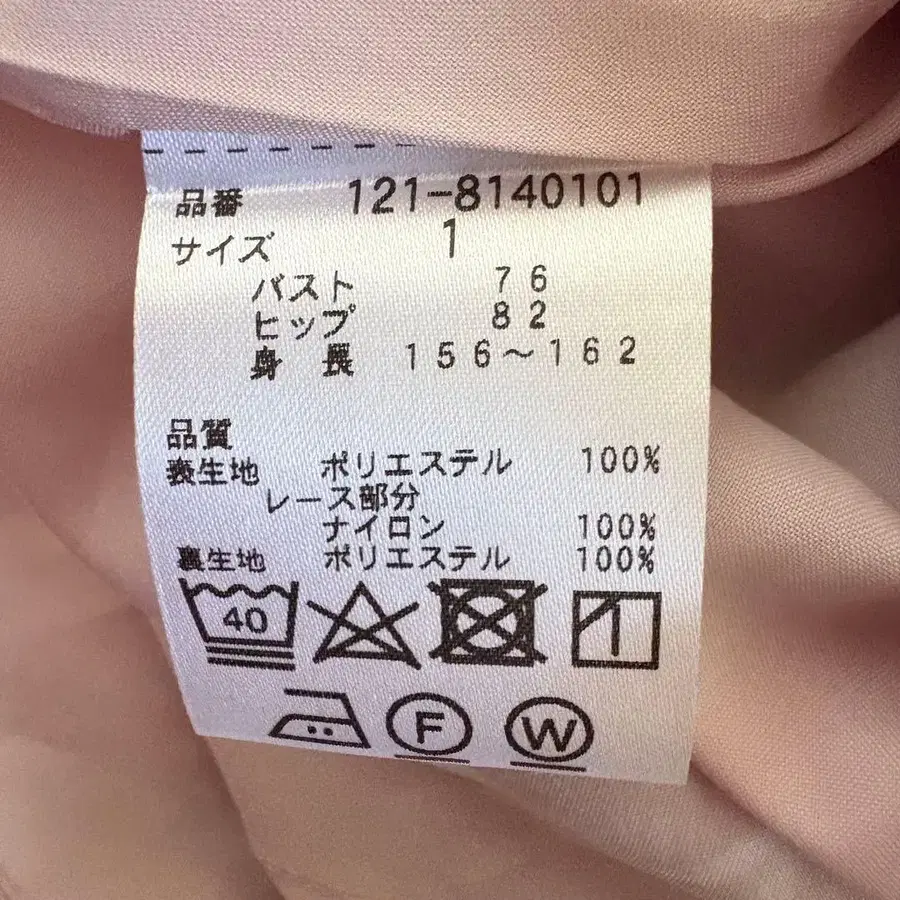 品番 121-8140101
サイズ 1
バスト 76
ヒップ 82
身長 156〜162
品質
表生地 ポリエステル 100%
レース部分
ナイロン 100%
裏生地 ポリエステル 100%
40
F W